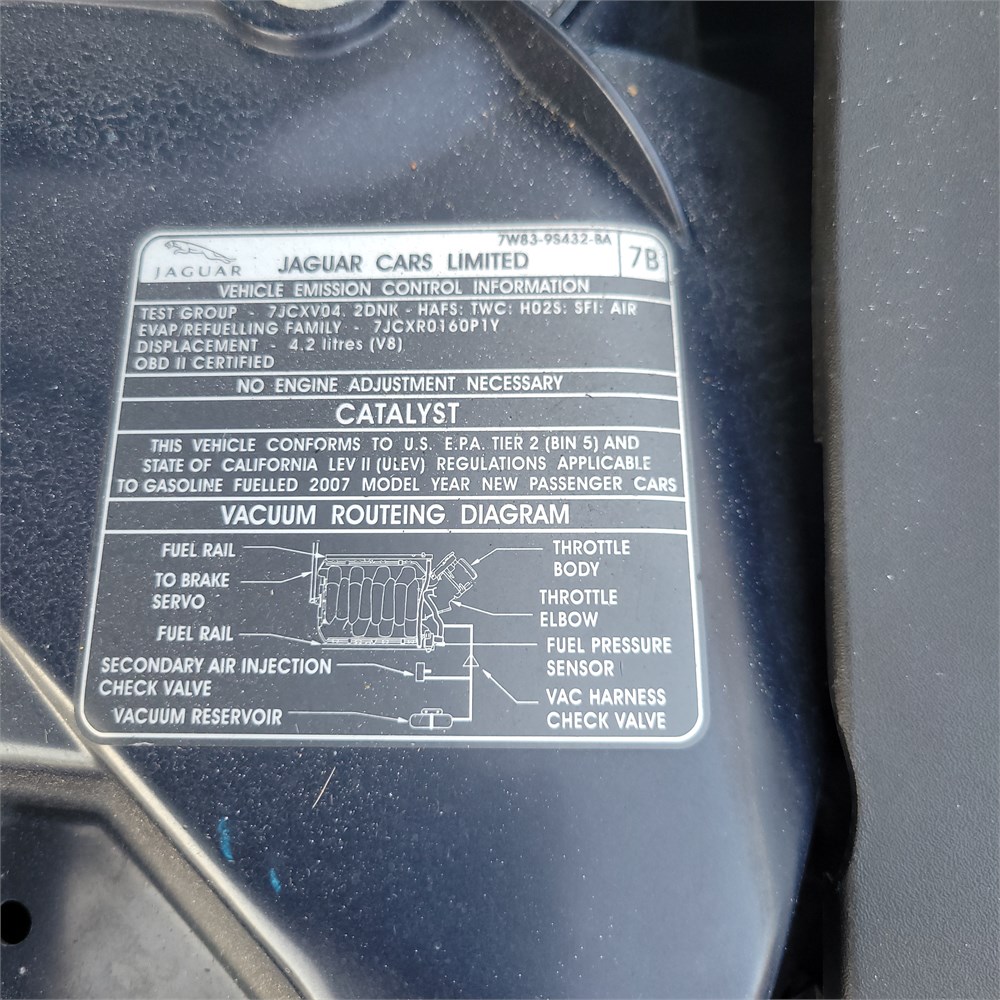 7W83-9S432-BA
JAGUAR
JAGUAR CARS LIMITED
7B
VEHICLE EMISSION CONTROL INFORMATION
TEST GROUP - 7JCXV04. 2DNK - HAFS: TWC: HO2S: SFI: AIR
EVAP/REFUELLING FAMILY - 7JCXR0160P1Y
DISPLACEMENT - 4.2 litres (V8)
OBD II CERTIFIED
NO ENGINE ADJUSTMENT NECESSARY
CATALYST
THIS VEHICLE CONFORMS TO U.S. E.P.A. TIER 2 (BIN 5) AND
STATE OF CALIFORNIA LEV II (ULEV) REGULATIONS APPLICABLE
TO GASOLINE FUELLED 2007 MODEL YEAR NEW PASSENGER CARS
VACUUM ROUTEING DIAGRAM
FUEL RAIL
TO BRAKE
SERVO
FUEL RAIL
SECONDARY AIR INJECTION
CHECK VALVE
VACUUM RESERVOIR
THROTTLE
BODY
THROTTLE
ELBOW
FUEL PRESSURE
SENSOR
VAC HARNESS
CHECK VALVE